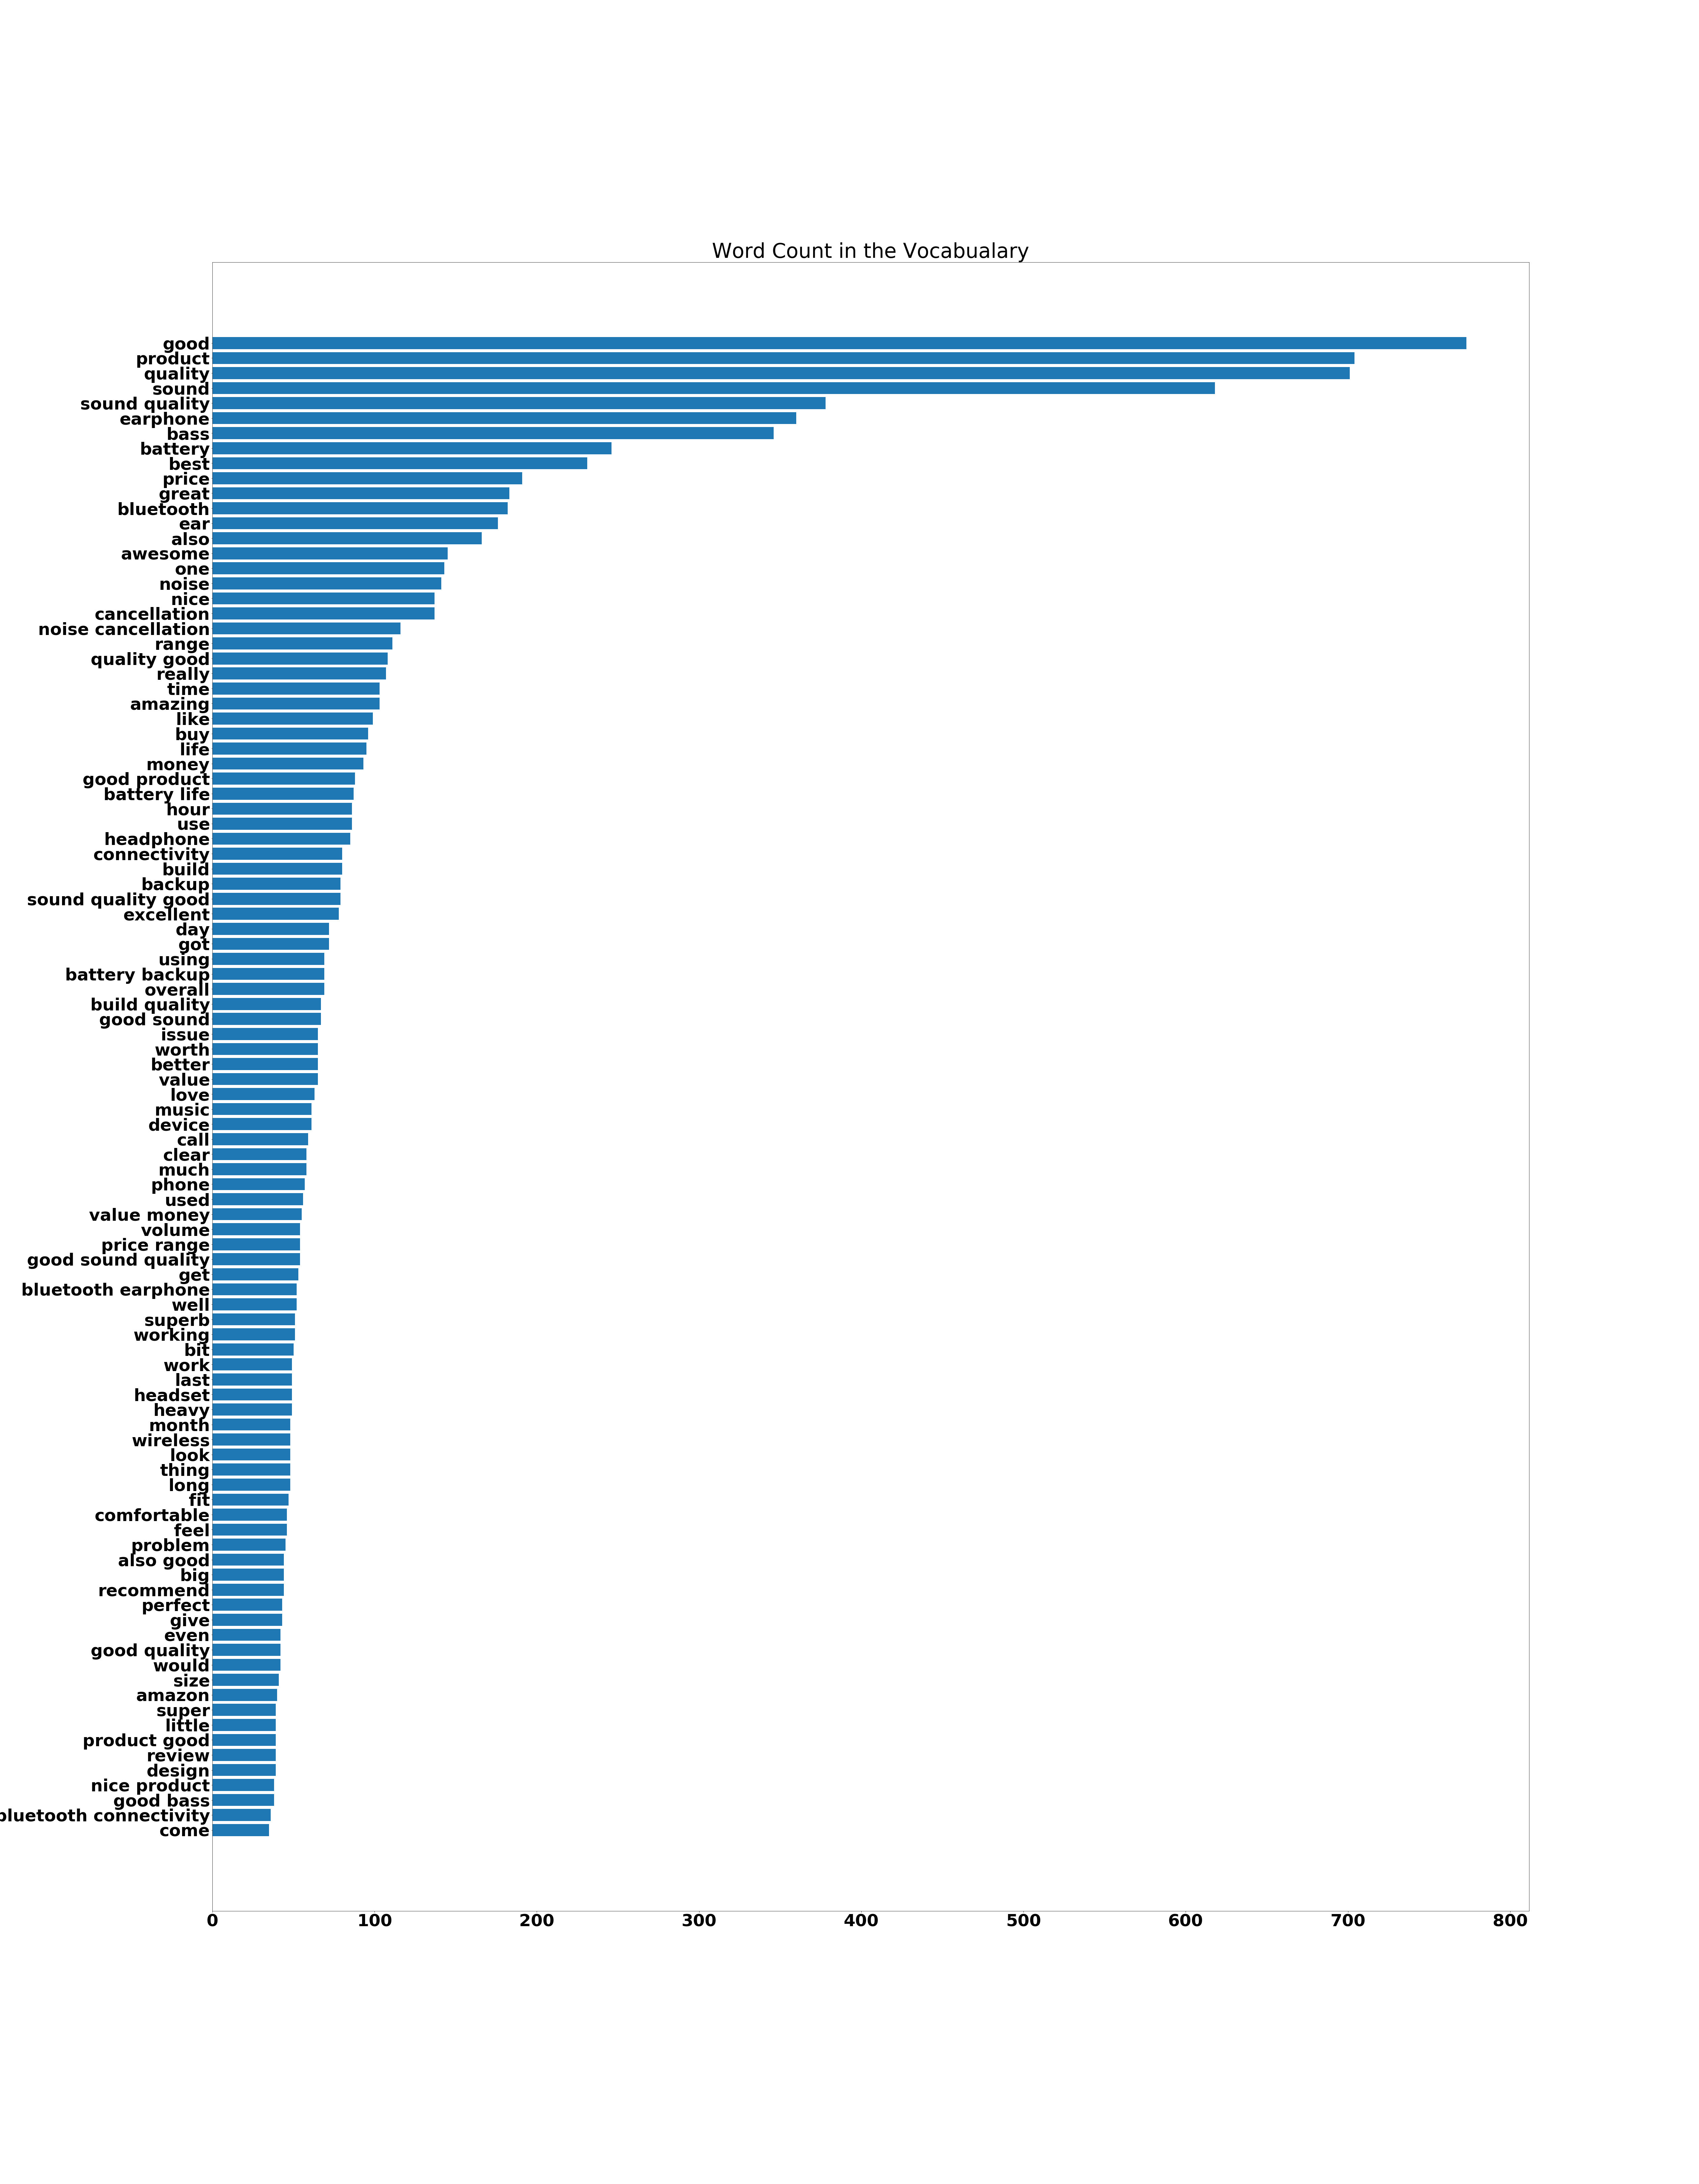 Word Count in the Vocabualary
good
product
quality
sound
sound quality
earphone
bass
battery
best
price
great
bluetooth
ear
also
awesome
one
noise
nice
cancellation
noise cancellation
range
quality good
really
time
amazing
like
buy
life
money
good product
battery life
hour
use
headphone
connectivity
build
backup
sound quality good
excellent
day
got
using
battery backup
overall
build quality
good sound
issue
worth
better
value
love
music
device
call
clear
much
phone
used
value money
volume
price range
good sound quality
get
bluetooth earphone
well
superb
working
bit
work
last
headset
heavy
month
wireless
look
thing
long
fit
comfortable
feel
problem
also good
big
recommend
perfect
give
even
good quality
would
size
amazon
super
little
product good
review
design
nice product
good bass
bluetooth connectivity
come
0 100 200 300 400 500 600 700 800